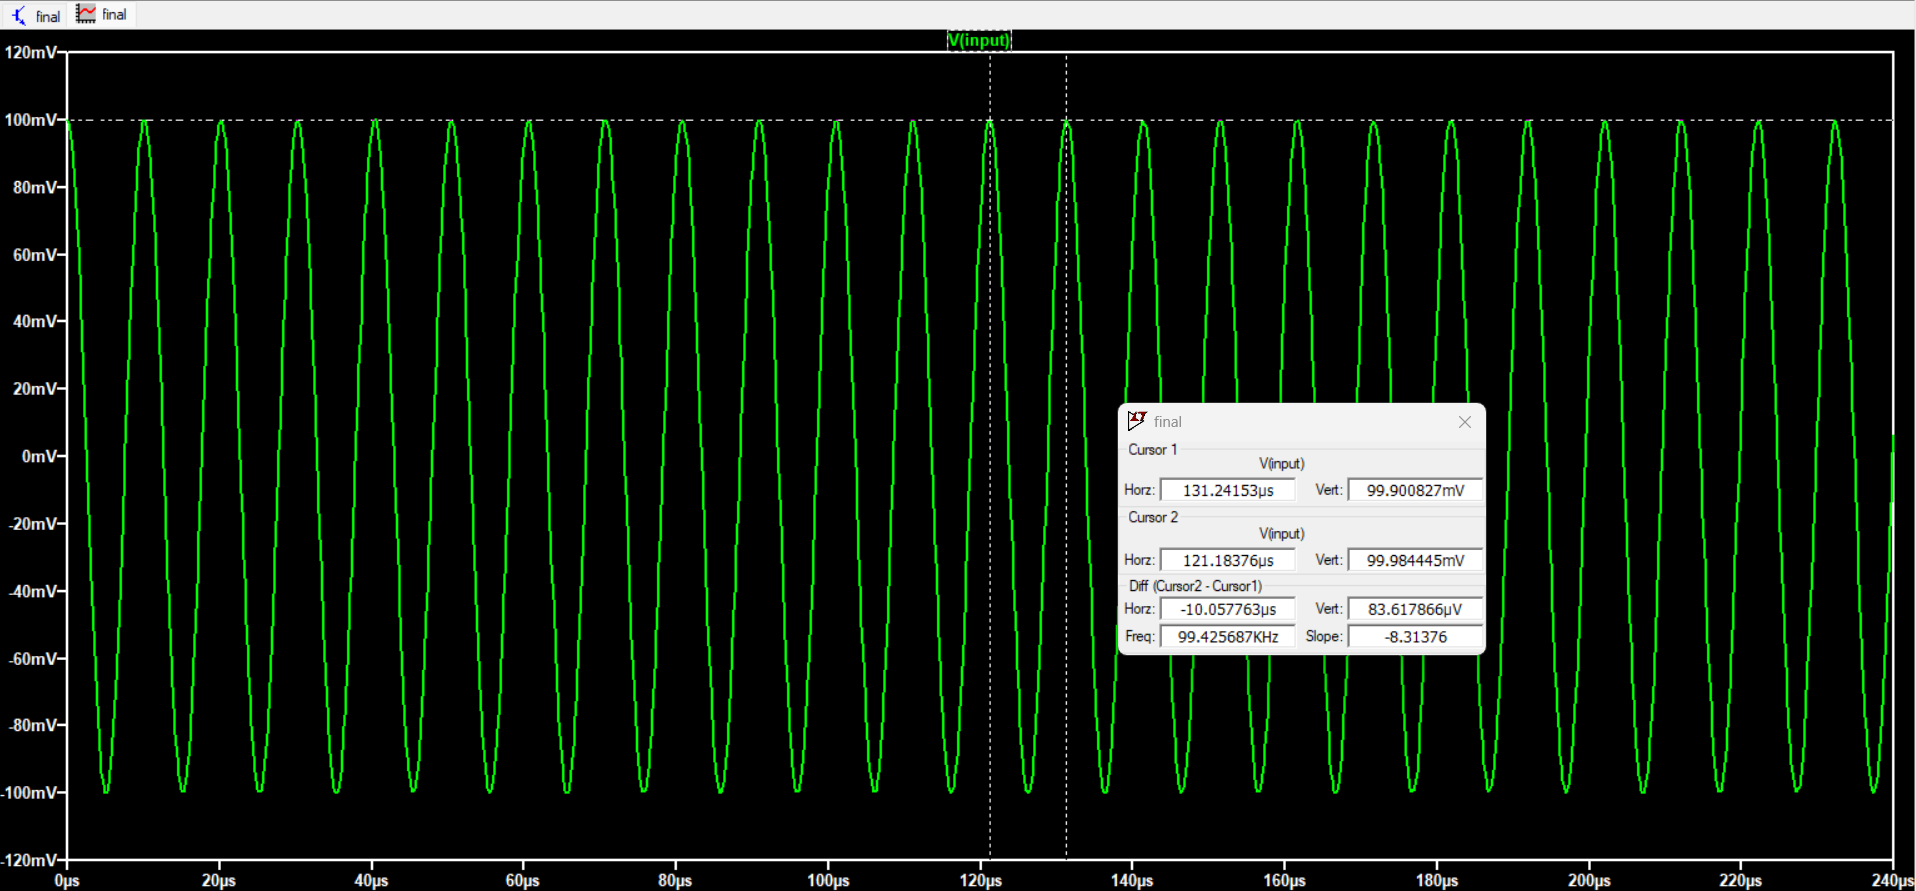 final final
V(input)
120mV
100mV
80mV
60mV
40mV
20mV
0mV
-20mV
-40mV
-60mV
-80mV
-100mV
-120mV
0µs 20µs 40µs 60µs 80µs 100µs 120µs 140µs 160µs 180µs 200µs 220µs 240µs
final
Cursor 1
V(input)
Horz: 131.24153µs Vert: 99.900827mV
Cursor 2
V(input)
Horz: 121.18376µs Vert: 99.984445mV
Diff (Cursor2 - Cursor1)
Horz: -10.057763µs Vert: 83.617866µV
Freq: 99.425687KHz Slope: -8.31376